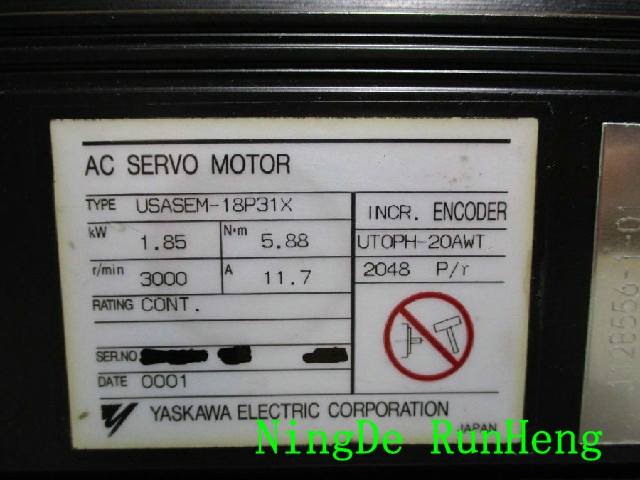 AC SERVO MOTOR
TYPE USASEM-18P31X
kW 1.85 N·m 5.88
r/min 3000 A 11.7
RATING CONT.
SER.NO
DATE 0001
INCR. ENCODER
UTOPH-20AWT
2048 P/r
YASKAWA ELECTRIC CORPORATION
JAPAN
NingDe RunHeng